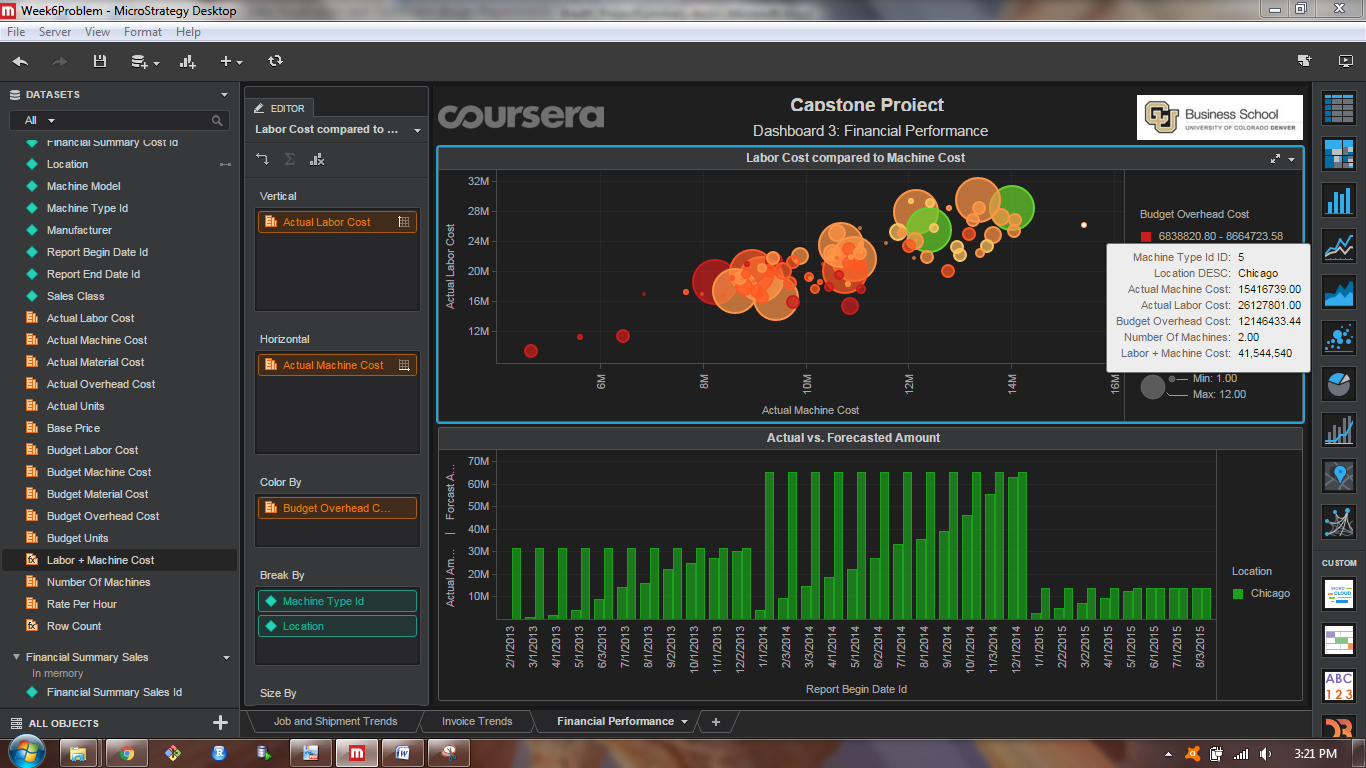 Week6Problem - MicroStrategy Desktop
File Server View Format Help
DATASETS
All
Financial Summary Cost Id
Location
Machine Model
Machine Type Id
Manufacturer
Report Begin Date Id
Report End Date Id
Sales Class
Actual Labor Cost
Actual Machine Cost
Actual Material Cost
Actual Overhead Cost
Actual Units
Base Price
Budget Labor Cost
Budget Machine Cost
Budget Material Cost
Budget Overhead Cost
Budget Units
Labor + Machine Cost
Number Of Machines
Rate Per Hour
Row Count
Financial Summary Sales
In memory
Financial Summary Sales Id
ALL OBJECTS
EDITOR
Labor Cost compared to ...
Vertical
Actual Labor Cost
Horizontal
Actual Machine Cost
Color By
Budget Overhead C...
Break By
Machine Type Id
Location
Size By
coursera
Capstone Project
Dashboard 3: Financial Performance
Business School
UNIVERSITY OF COLORADO DENVER
Labor Cost compared to Machine Cost
Actual Labor Cost
32M
28M
24M
20M
16M
12M
6M 8M 10M 12M 14M 16M
Actual Machine Cost
Budget Overhead Cost
6838820.80 - 8664723.58
Machine Type Id ID: 5
Location DESC: Chicago
Actual Machine Cost: 15416739.00
Actual Labor Cost: 26127801.00
Budget Overhead Cost: 12146433.44
Number Of Machines: 2.00
Labor + Machine Cost: 41,544,540
Min: 1.00
Max: 12.00
Actual vs. Forecasted Amount
Actual Am... | Forcast A...
70M
60M
50M
40M
30M
20M
10M
2/1/2013 3/1/2013 4/1/2013 5/1/2013 6/3/2013 7/1/2013 8/1/2013 9/2/2013 10/1/2013 11/1/2013 12/2/2013 1/1/2014 2/3/2014 3/3/2014 4/1/2014 5/1/2014 6/2/2014 7/1/2014 8/1/2014 9/1/2014 10/1/2014 11/3/2014 12/1/2014 1/1/2015 2/2/2015 3/2/2015 4/1/2015 5/1/2015 6/1/2015 7/1/2015 8/3/2015
Report Begin Date Id
Location
Chicago
Job and Shipment Trends
Invoice Trends
Financial Performance
CUSTOM
WORD
CLOUD
ABC
123
3:21 PM